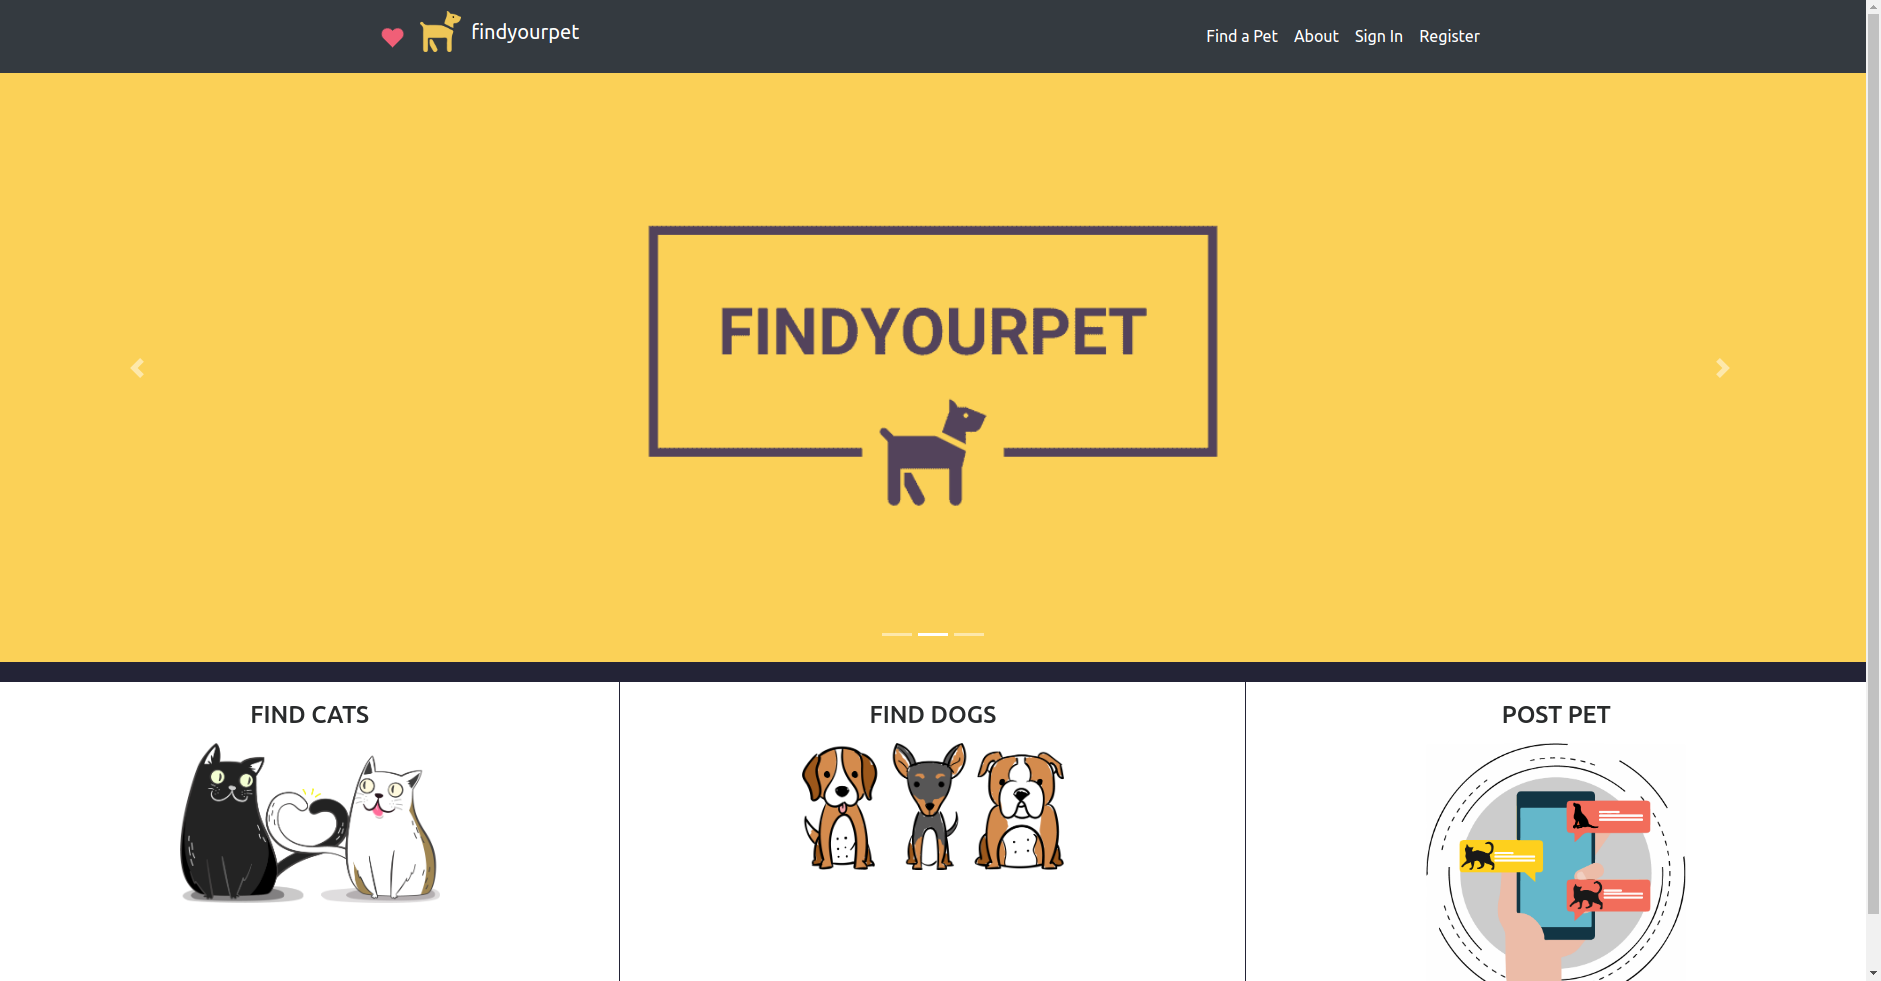 findyourpet
Find a Pet
About
Sign In
Register
FINDYOURPET
FIND CATS
FIND DOGS
POST PET